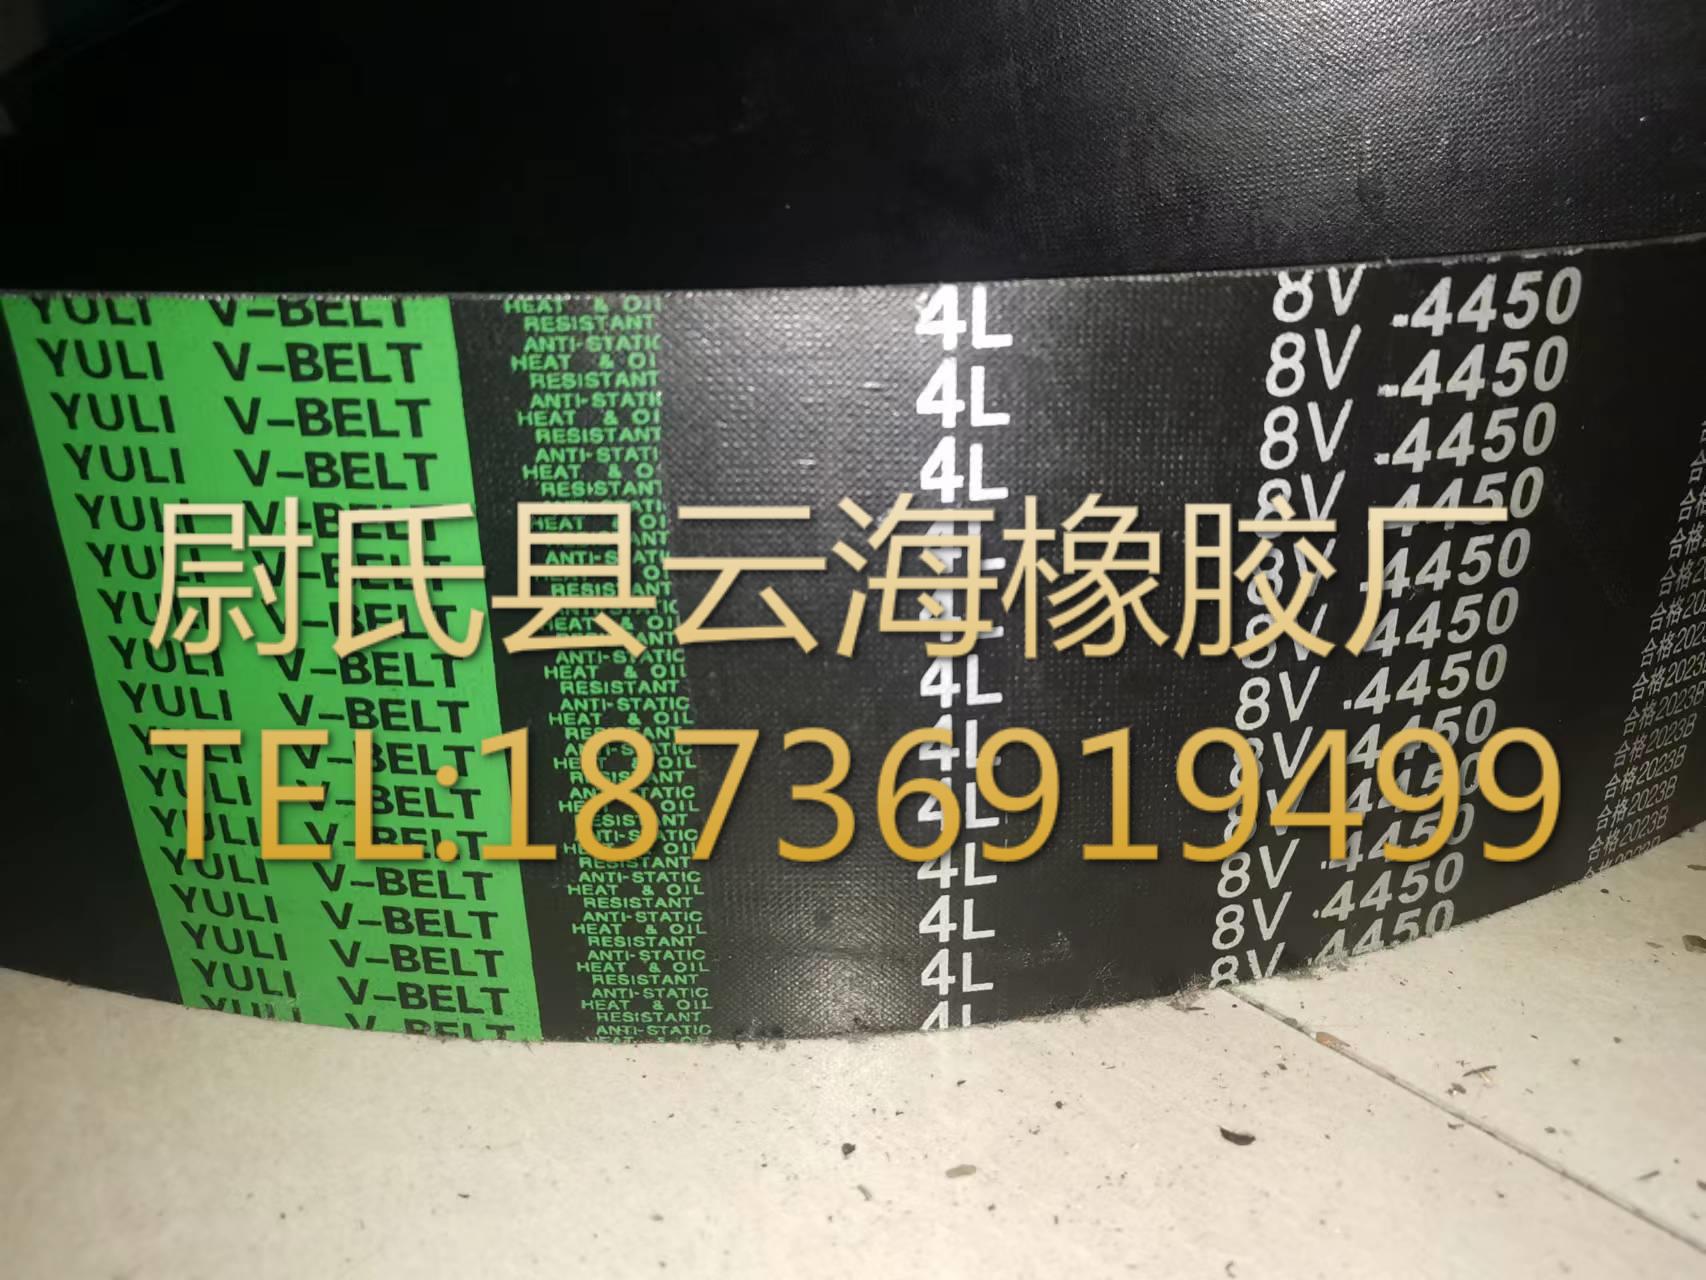 YULI V-BELT HEAT & OIL RESISTANT ANTI-STATIC 4L 8V-4450 合格2023B
尉氏县云海橡胶厂
TEL:18736919499